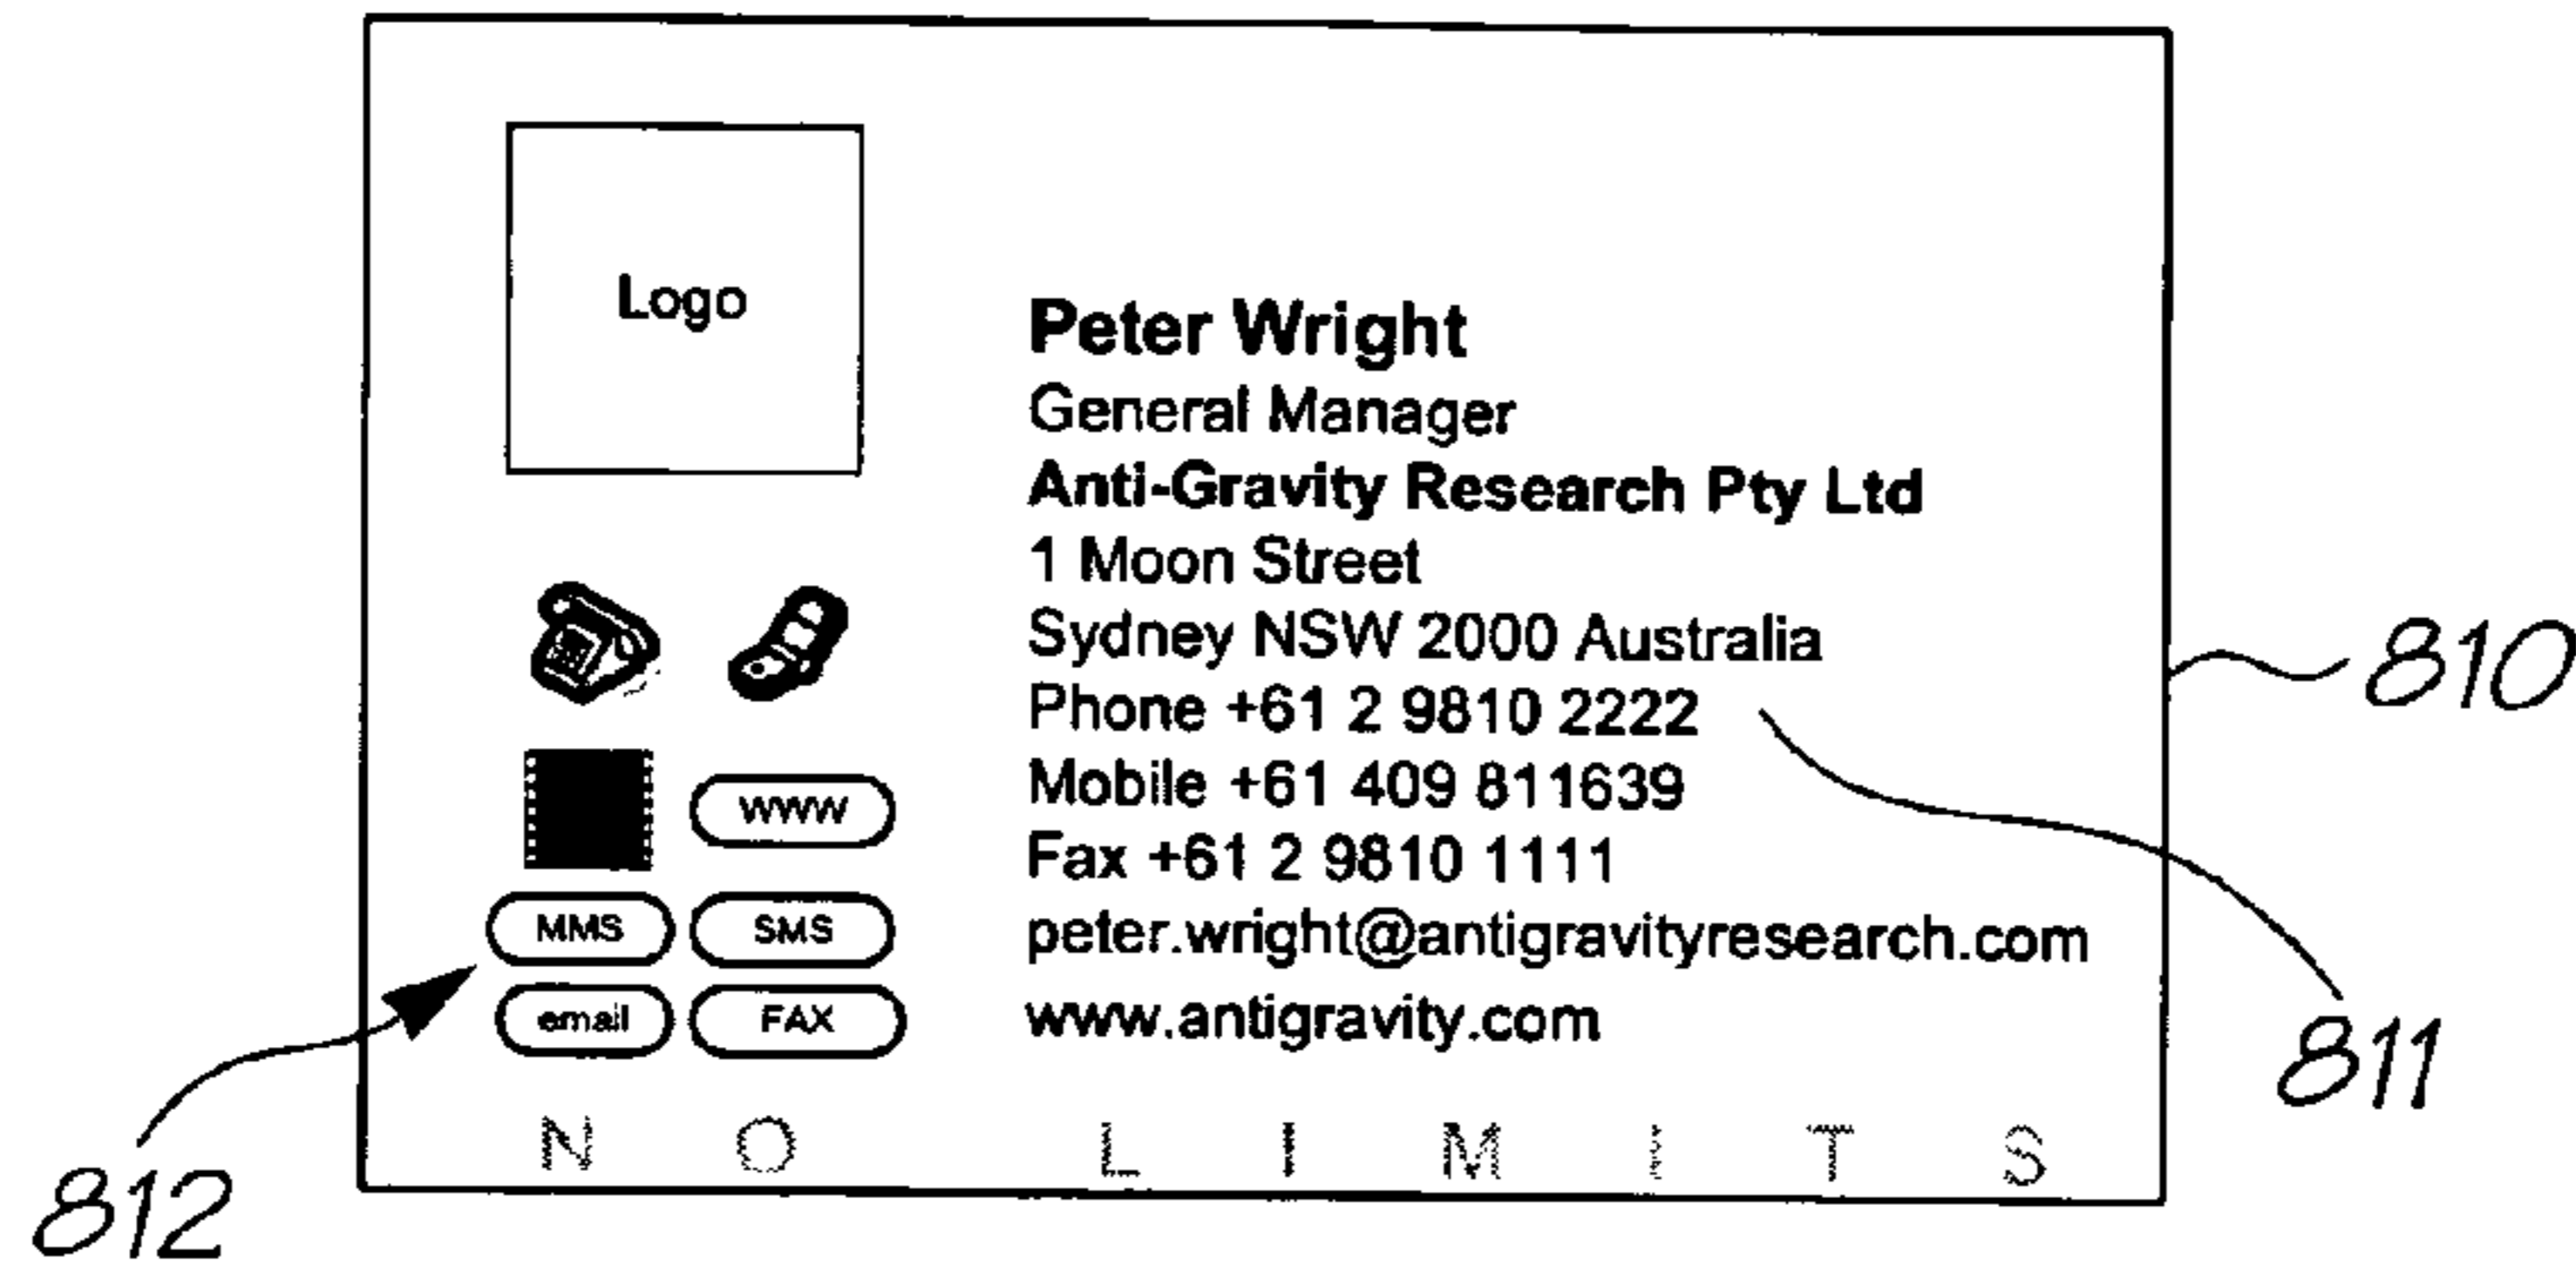 Logo
Peter Wright
General Manager
Anti-Gravity Research Pty Ltd
1 Moon Street
Sydney NSW 2000 Australia
Phone +61 2 9810 2222
Mobile +61 409 811639
Fax +61 2 9810 1111
peter.wright@antigravityresearch.com
www.antigravity.com
WWW
MMS SMS
email FAX
NO LIMITS
810
811
812